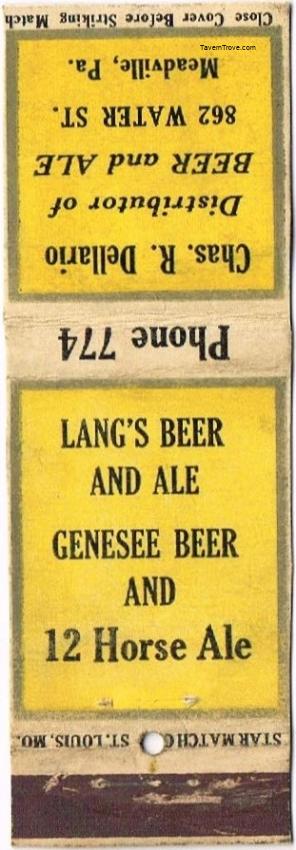 TavernTrove.com
Close Cover Before Striking Match
Chas. R. Dellario
Distributor of
BEER and ALE
862 WATER ST.
Meadville, Pa.
Phone 774
LANG'S BEER
AND ALE
GENESEE BEER
AND
12 Horse Ale
STAR MATCH CO ST. LOUIS, MO.